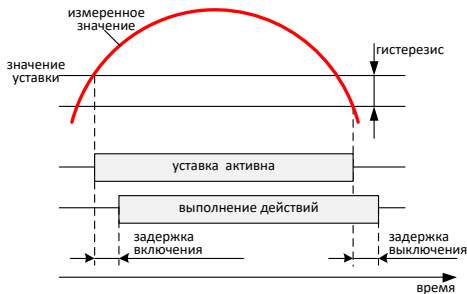 измеренное
значение
значение
уставки
гистерезис
уставка активна
выполнение действий
задержка
включения
задержка
выключения
время